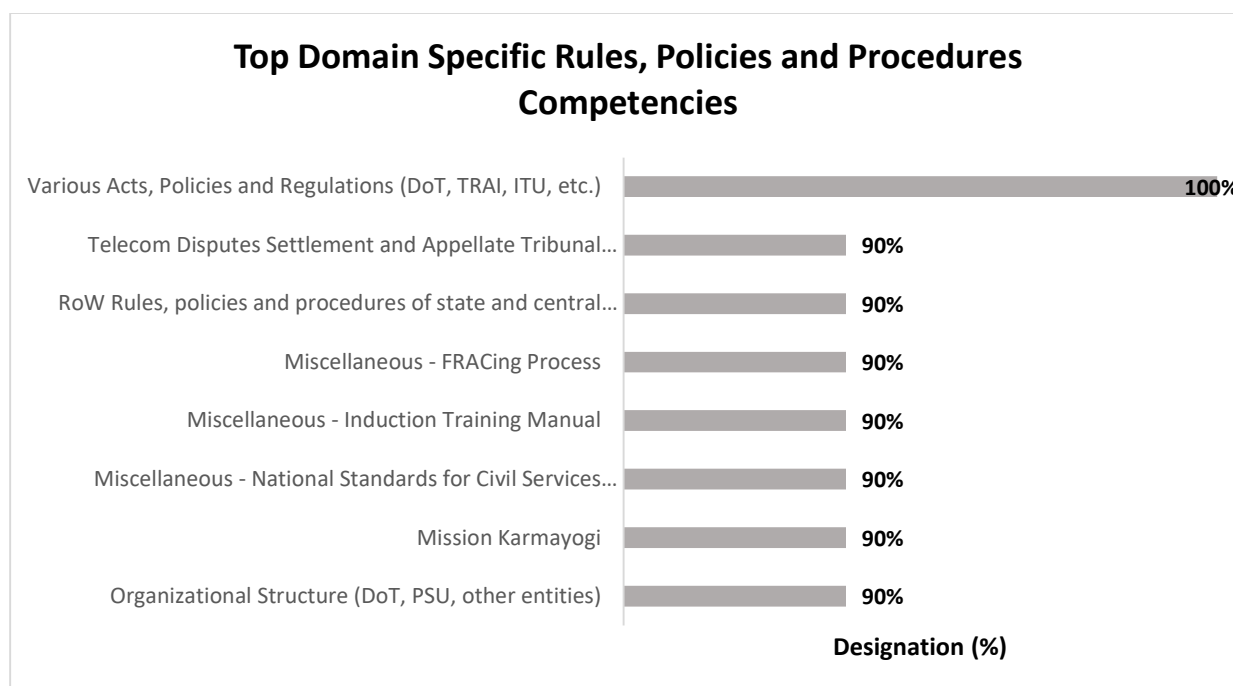 Top Domain Specific Rules, Policies and Procedures
Competencies
Various Acts, Policies and Regulations (DoT, TRAI, ITU, etc.) 100%
Telecom Disputes Settlement and Appellate Tribunal… 90%
RoW Rules, policies and procedures of state and central… 90%
Miscellaneous - FRACing Process 90%
Miscellaneous - Induction Training Manual 90%
Miscellaneous - National Standards for Civil Services… 90%
Mission Karmayogi 90%
Organizational Structure (DoT, PSU, other entities) 90%
Designation (%)